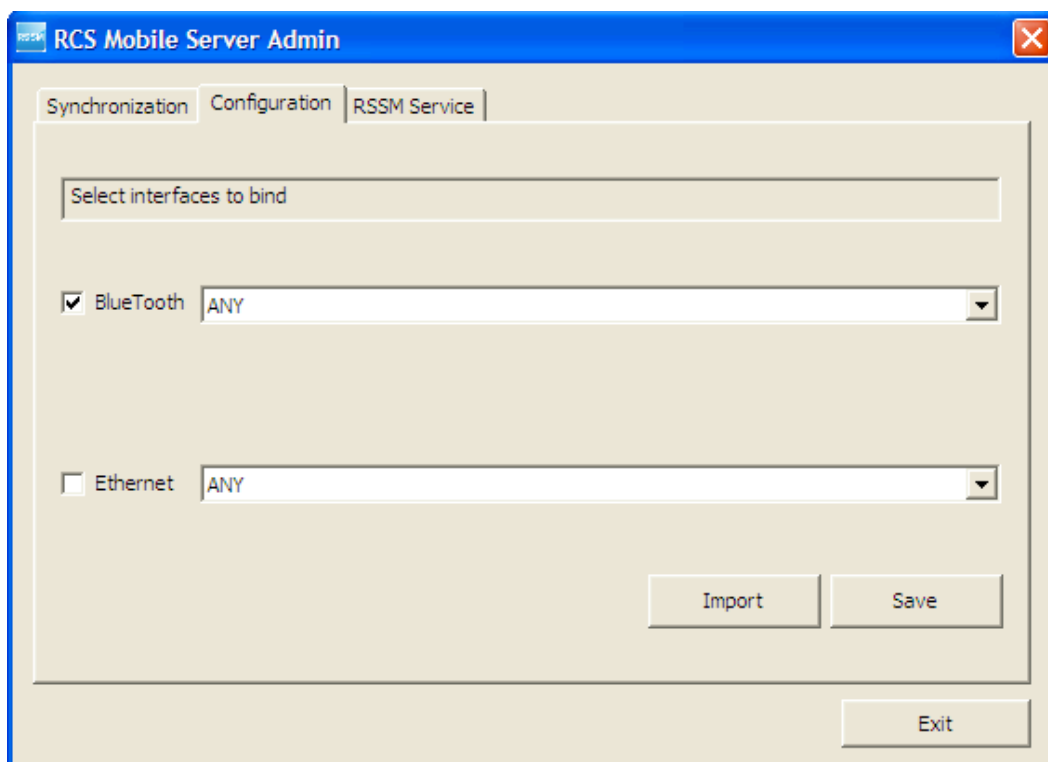 RSSM RCS Mobile Server Admin
Synchronization Configuration RSSM Service
Select interfaces to bind
BlueTooth ANY
Ethernet ANY
Import Save
Exit